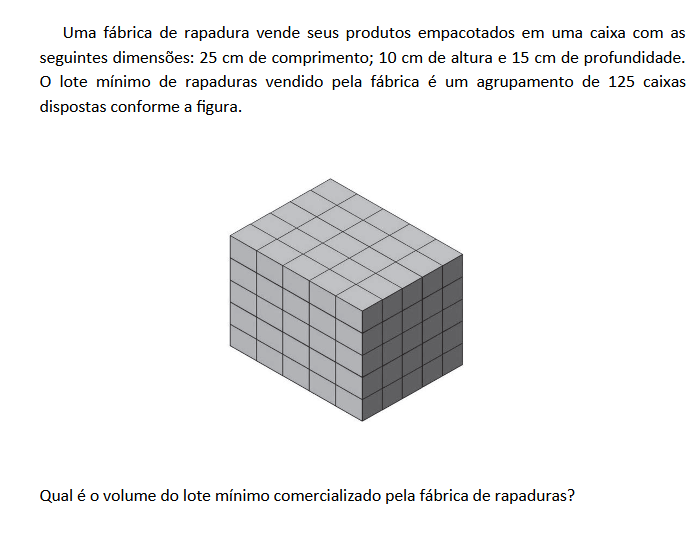 Uma fábrica de rapadura vende seus produtos empacotados em uma caixa com as
seguintes dimensões: 25 cm de comprimento; 10 cm de altura e 15 cm de profundidade.
O lote mínimo de rapaduras vendido pela fábrica é um agrupamento de 125 caixas
dispostas conforme a figura.
Qual é o volume do lote mínimo comercializado pela fábrica de rapaduras?